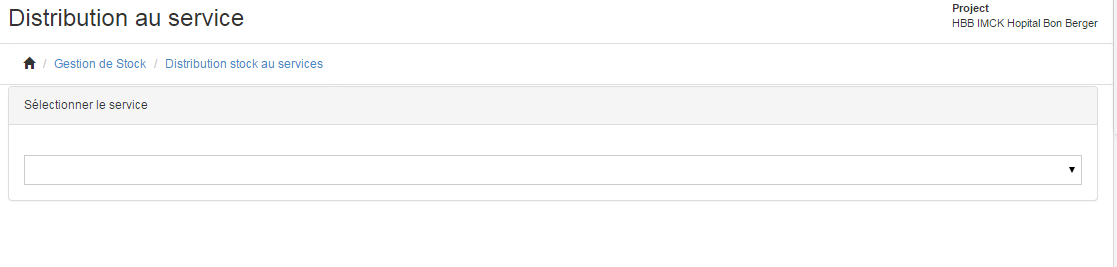 Distribution au service
Project
HBB IMCK Hopital Bon Berger
/ Gestion de Stock / Distribution stock au services
Sélectionner le service